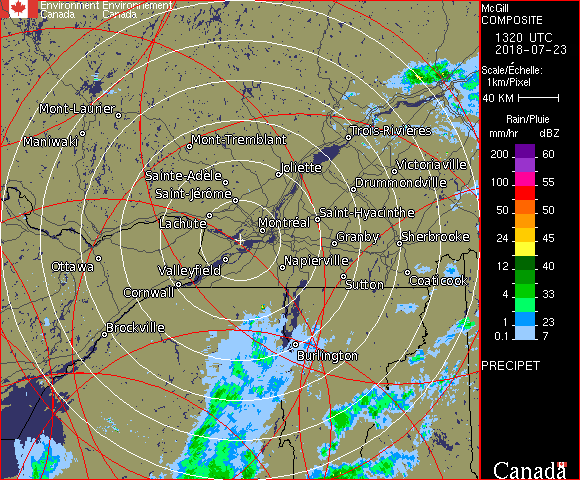 Environment Environnement
Canada Canada
Mont-Laurier
Maniwaki
Mont-Tremblant
Trois-Rivières
Sainte-Adèle
Joliette
Victoriaville
Saint-Jérôme
Drummondville
Lachute
Montréal
Saint-Hyacinthe
Granby
Sherbrooke
Ottawa
Valleyfield
Napierville
Cornwall
Sutton
Coaticook
Brockville
Burlington
McGill
COMPOSITE
1320 UTC
2018-07-23
Scale/Échelle:
1km/Pixel
40 KM
Rain/Pluie
mm/hr dBZ
200 60
57
100 55
50 50
24 45
12 40
8 33
4 23
0.1 7
PRECIPET
Canada